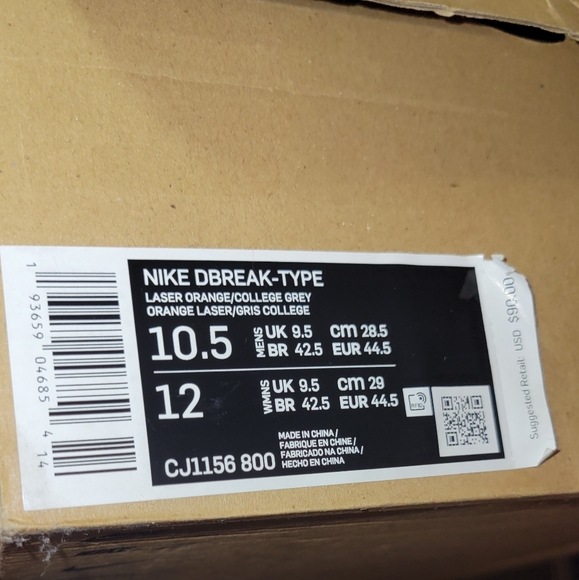 NIKE DBREAK-TYPE
LASER ORANGE/COLLEGE GREY
ORANGE LASER/GRIS COLLEGE
10.5 MENS UK 9.5 cm 28.5
BR 42.5 EUR 44.5
12 WMNS UK 9.5 cm 29
BR 42.5 EUR 44.5
CJ1156 800
MADE IN CHINA /
FABRIQUE EN CHINE /
FABRICADO NA CHINA /
HECHO EN CHINA
1 93659 04685 4 14
Suggested Retail: USD $90.00